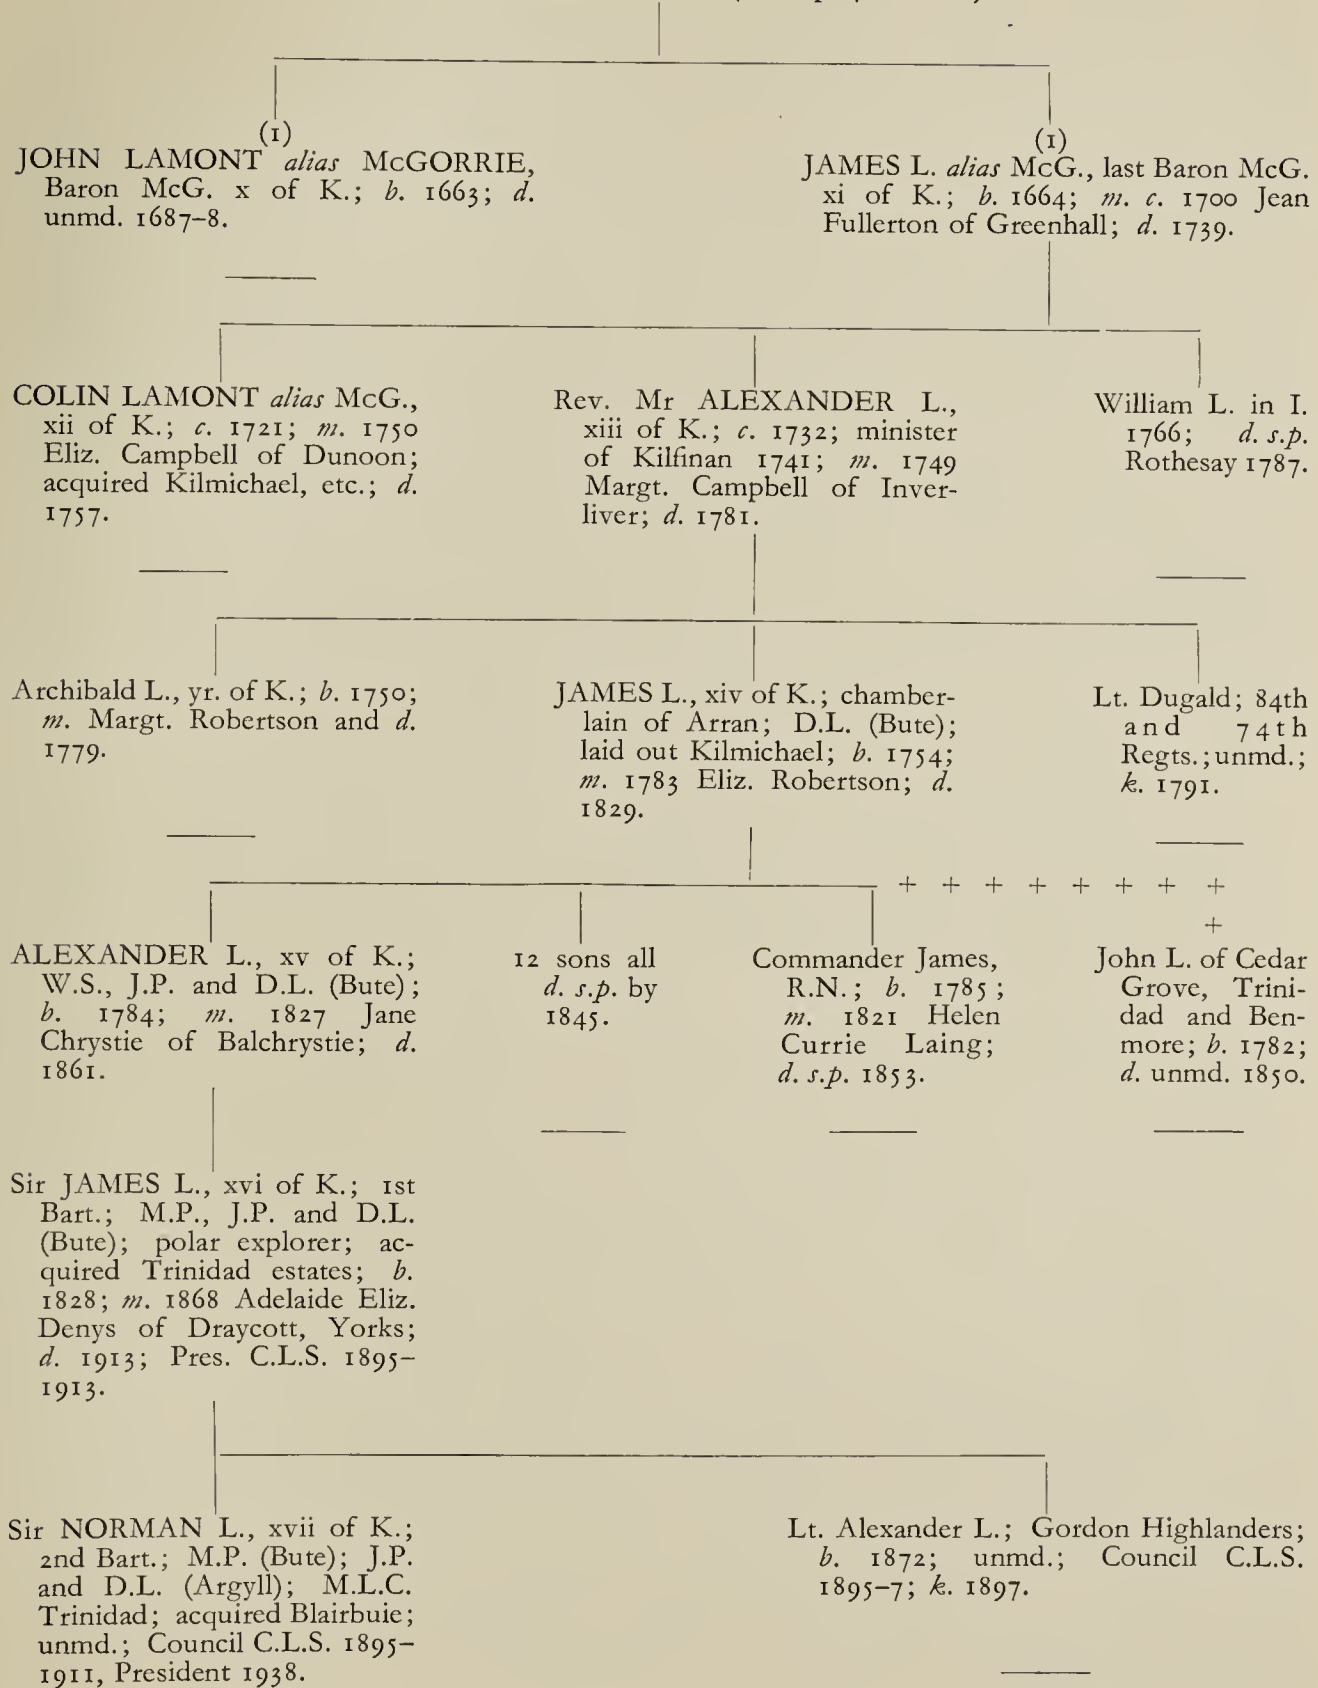 (1)
JOHN LAMONT alias McGORRIE,
Baron McG. x of K.; b. 1663; d.
unmd. 1687–8.
(1)
JAMES L. alias McG., last Baron McG.
xi of K.; b. 1664; m. c. 1700 Jean
Fullerton of Greenhall; d. 1739.
COLIN LAMONT alias McG.,
xii of K.; c. 1721; m. 1750
Eliz. Campbell of Dunoon;
acquired Kilmichael, etc.; d.
1757.
Rev. Mr ALEXANDER L.,
xiii of K.; c. 1732; minister
of Kilfinan 1741; m. 1749
Margt. Campbell of Inver-
liver; d. 1781.
William L. in I.
1766; d. s.p.
Rothesay 1787.
Archibald L., yr. of K.; b. 1750;
m. Margt. Robertson and d.
1779.
JAMES L., xiv of K.; chamber-
lain of Arran; D.L. (Bute);
laid out Kilmichael; b. 1754;
m. 1783 Eliz. Robertson; d.
1829.
Lt. Dugald; 84th
and 74th
Regts.; unmd.;
k. 1791.
+ + + + + + + +
+
ALEXANDER L., xv of K.;
W.S., J.P. and D.L. (Bute);
b. 1784; m. 1827 Jane
Chrystie of Balchrystie; d.
1861.
12 sons all
d. s.p. by
1845.
Commander James,
R.N.; b. 1785;
m. 1821 Helen
Currie Laing;
d. s.p. 1853.
John L. of Cedar
Grove, Trini-
dad and Ben-
more; b. 1782;
d. unmd. 1850.
Sir JAMES L., xvi of K.; 1st
Bart.; M.P., J.P. and D.L.
(Bute); polar explorer; ac-
quired Trinidad estates; b.
1828; m. 1868 Adelaide Eliz.
Denys of Draycott, Yorks;
d. 1913; Pres. C.L.S. 1895–
1913.
Sir NORMAN L., xvii of K.;
2nd Bart.; M.P. (Bute); J.P.
and D.L. (Argyll); M.L.C.
Trinidad; acquired Blairbuie;
unmd.; Council C.L.S. 1895–
1911, President 1938.
Lt. Alexander L.; Gordon Highlanders;
b. 1872; unmd.; Council C.L.S.
1895–7; k. 1897.